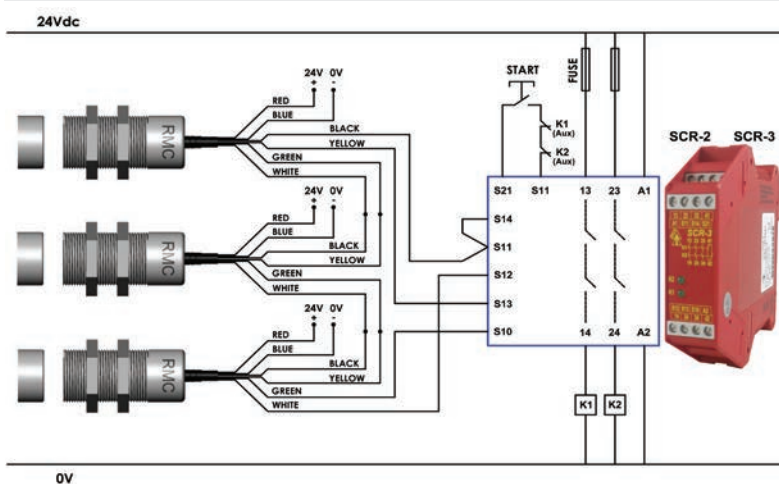 24Vdc
24V 0V
+ -
RED
BLUE
BLACK
YELLOW
GREEN
WHITE
RMC
24V 0V
+ -
RED
BLUE
BLACK
YELLOW
GREEN
WHITE
RMC
24V 0V
+ -
RED
BLUE
BLACK
YELLOW
GREEN
WHITE
RMC
START
K1
(Aux)
K2
(Aux)
FUSE
S21 S11 13 23 A1
S14
S11
S12
S13
S10
14 24 A2
K1 K2
SCR-2 SCR-3
SCR-3
0V